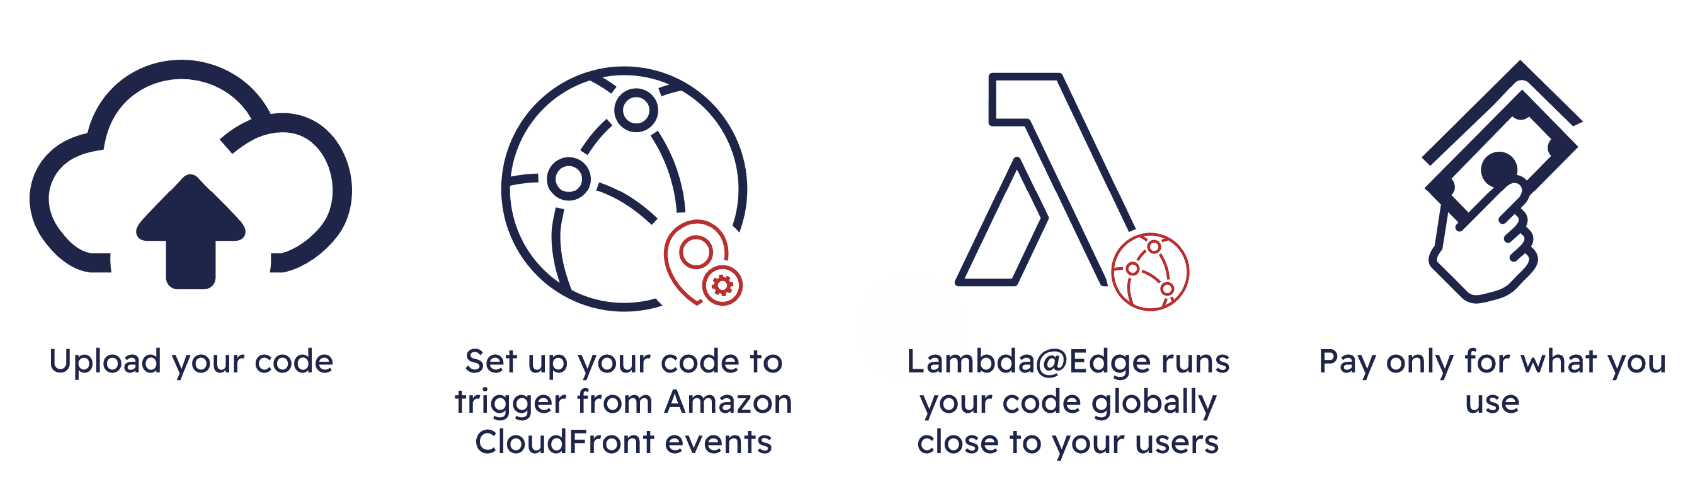 Upload your code
Set up your code to
trigger from Amazon
CloudFront events
Lambda@Edge runs
your code globally
close to your users
Pay only for what you
use